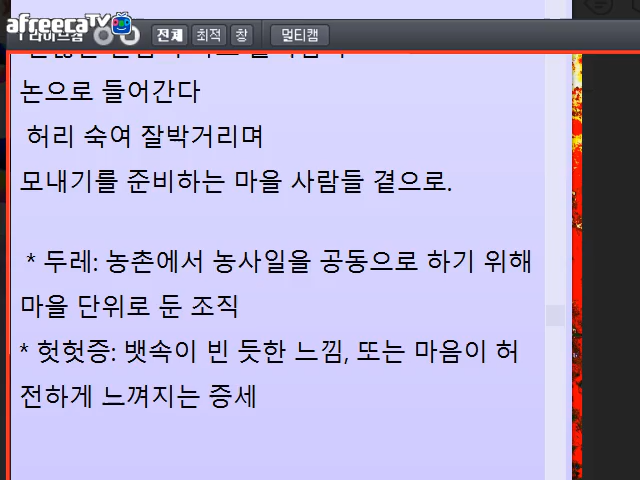 afreecaTV
전체 최적 창 멀티캠
논으로 들어간다
허리 숙여 잘박거리며
모내기를 준비하는 마을 사람들 곁으로.
* 두레: 농촌에서 농사일을 공동으로 하기 위해
마을 단위로 둔 조직
* 헛헛증: 뱃속이 빈 듯한 느낌, 또는 마음이 허
전하게 느껴지는 증세